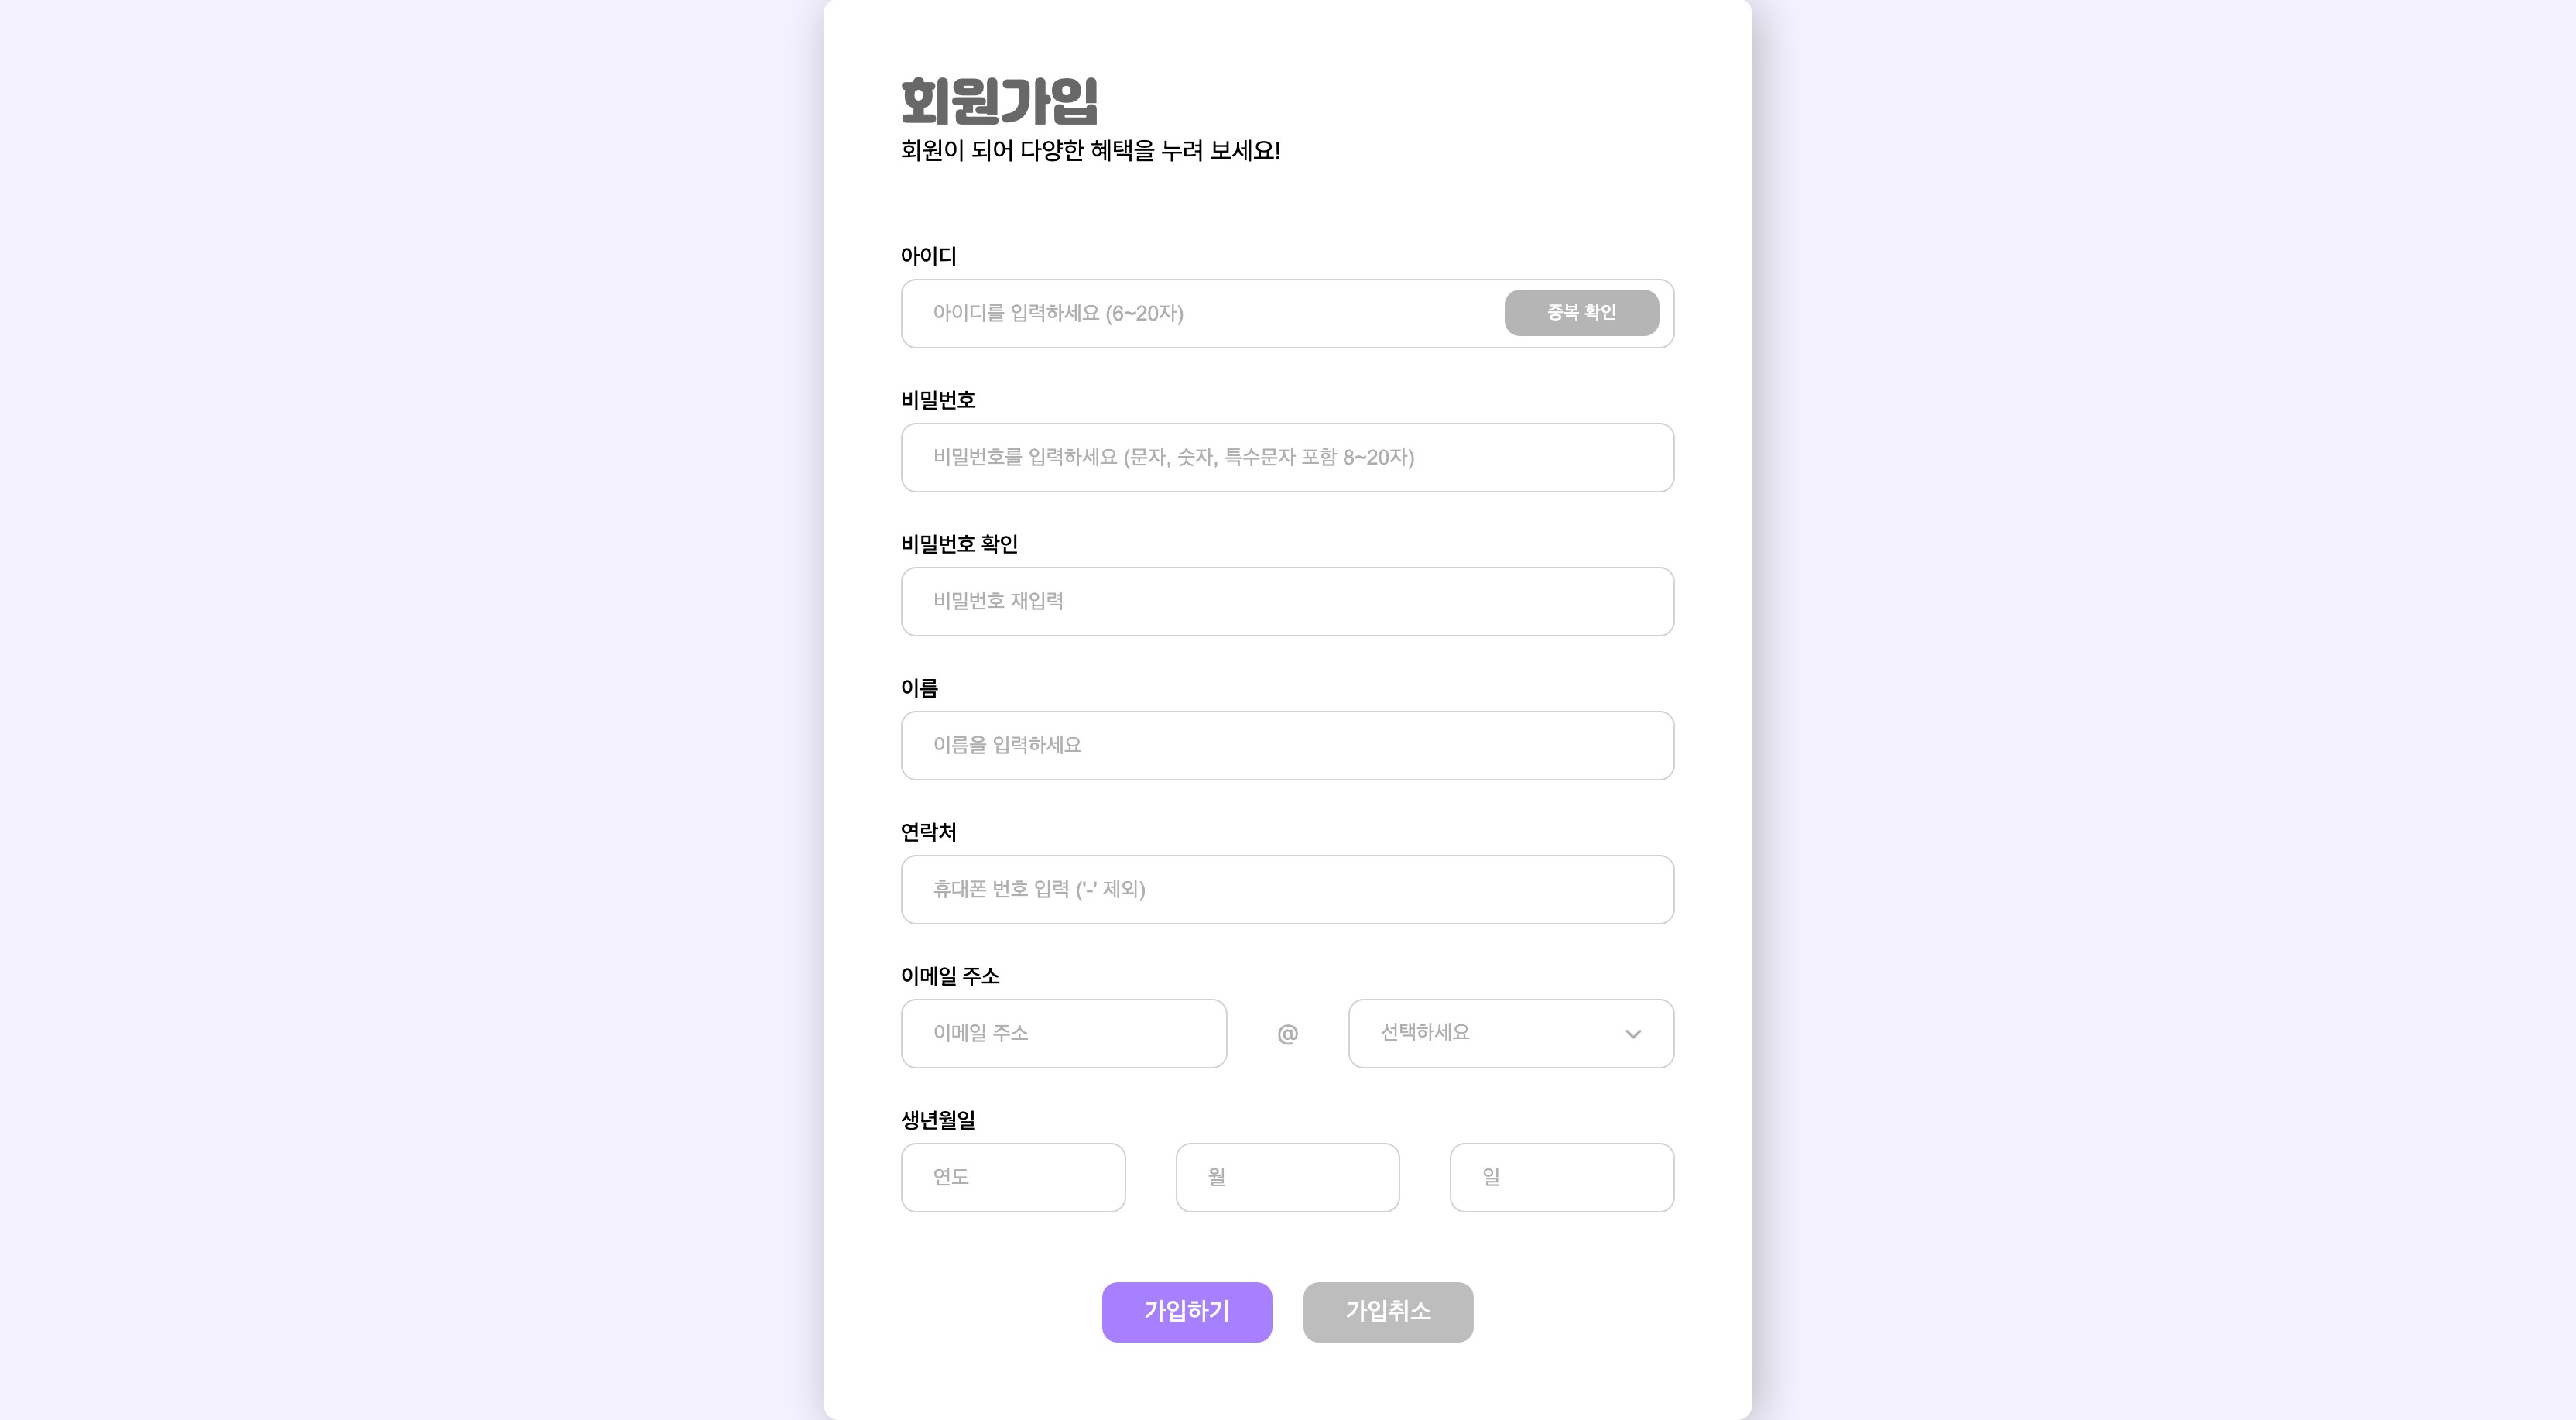 회원가입
회원이 되어 다양한 혜택을 누려 보세요!
아이디
아이디를 입력하세요 (6~20자) 중복 확인
비밀번호
비밀번호를 입력하세요 (문자, 숫자, 특수문자 포함 8~20자)
비밀번호 확인
비밀번호 재입력
이름
이름을 입력하세요
연락처
휴대폰 번호 입력 ('-' 제외)
이메일 주소
이메일 주소 @ 선택하세요
생년월일
연도 월 일
가입하기 가입취소